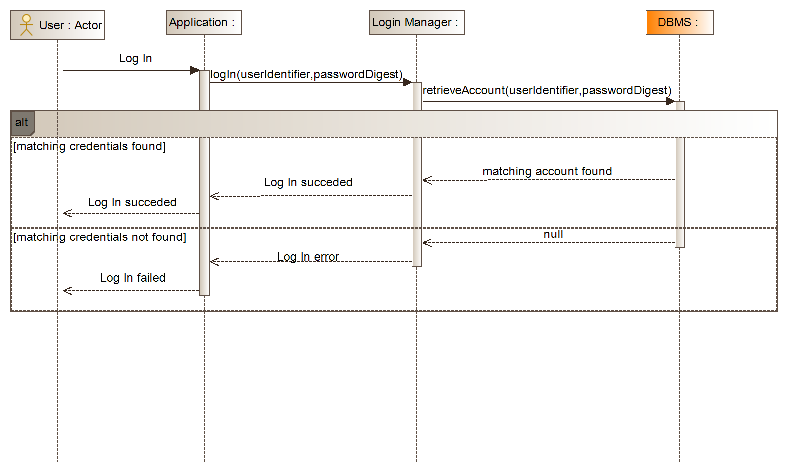 User : Actor
Application :
Login Manager :
DBMS :
Log In
logIn(userIdentifier,passwordDigest)
retrieveAccount(userIdentifier,passwordDigest)
alt
[matching credentials found]
matching account found
Log In succeded
Log In succeded
[matching credentials not found]
null
Log In error
Log In failed